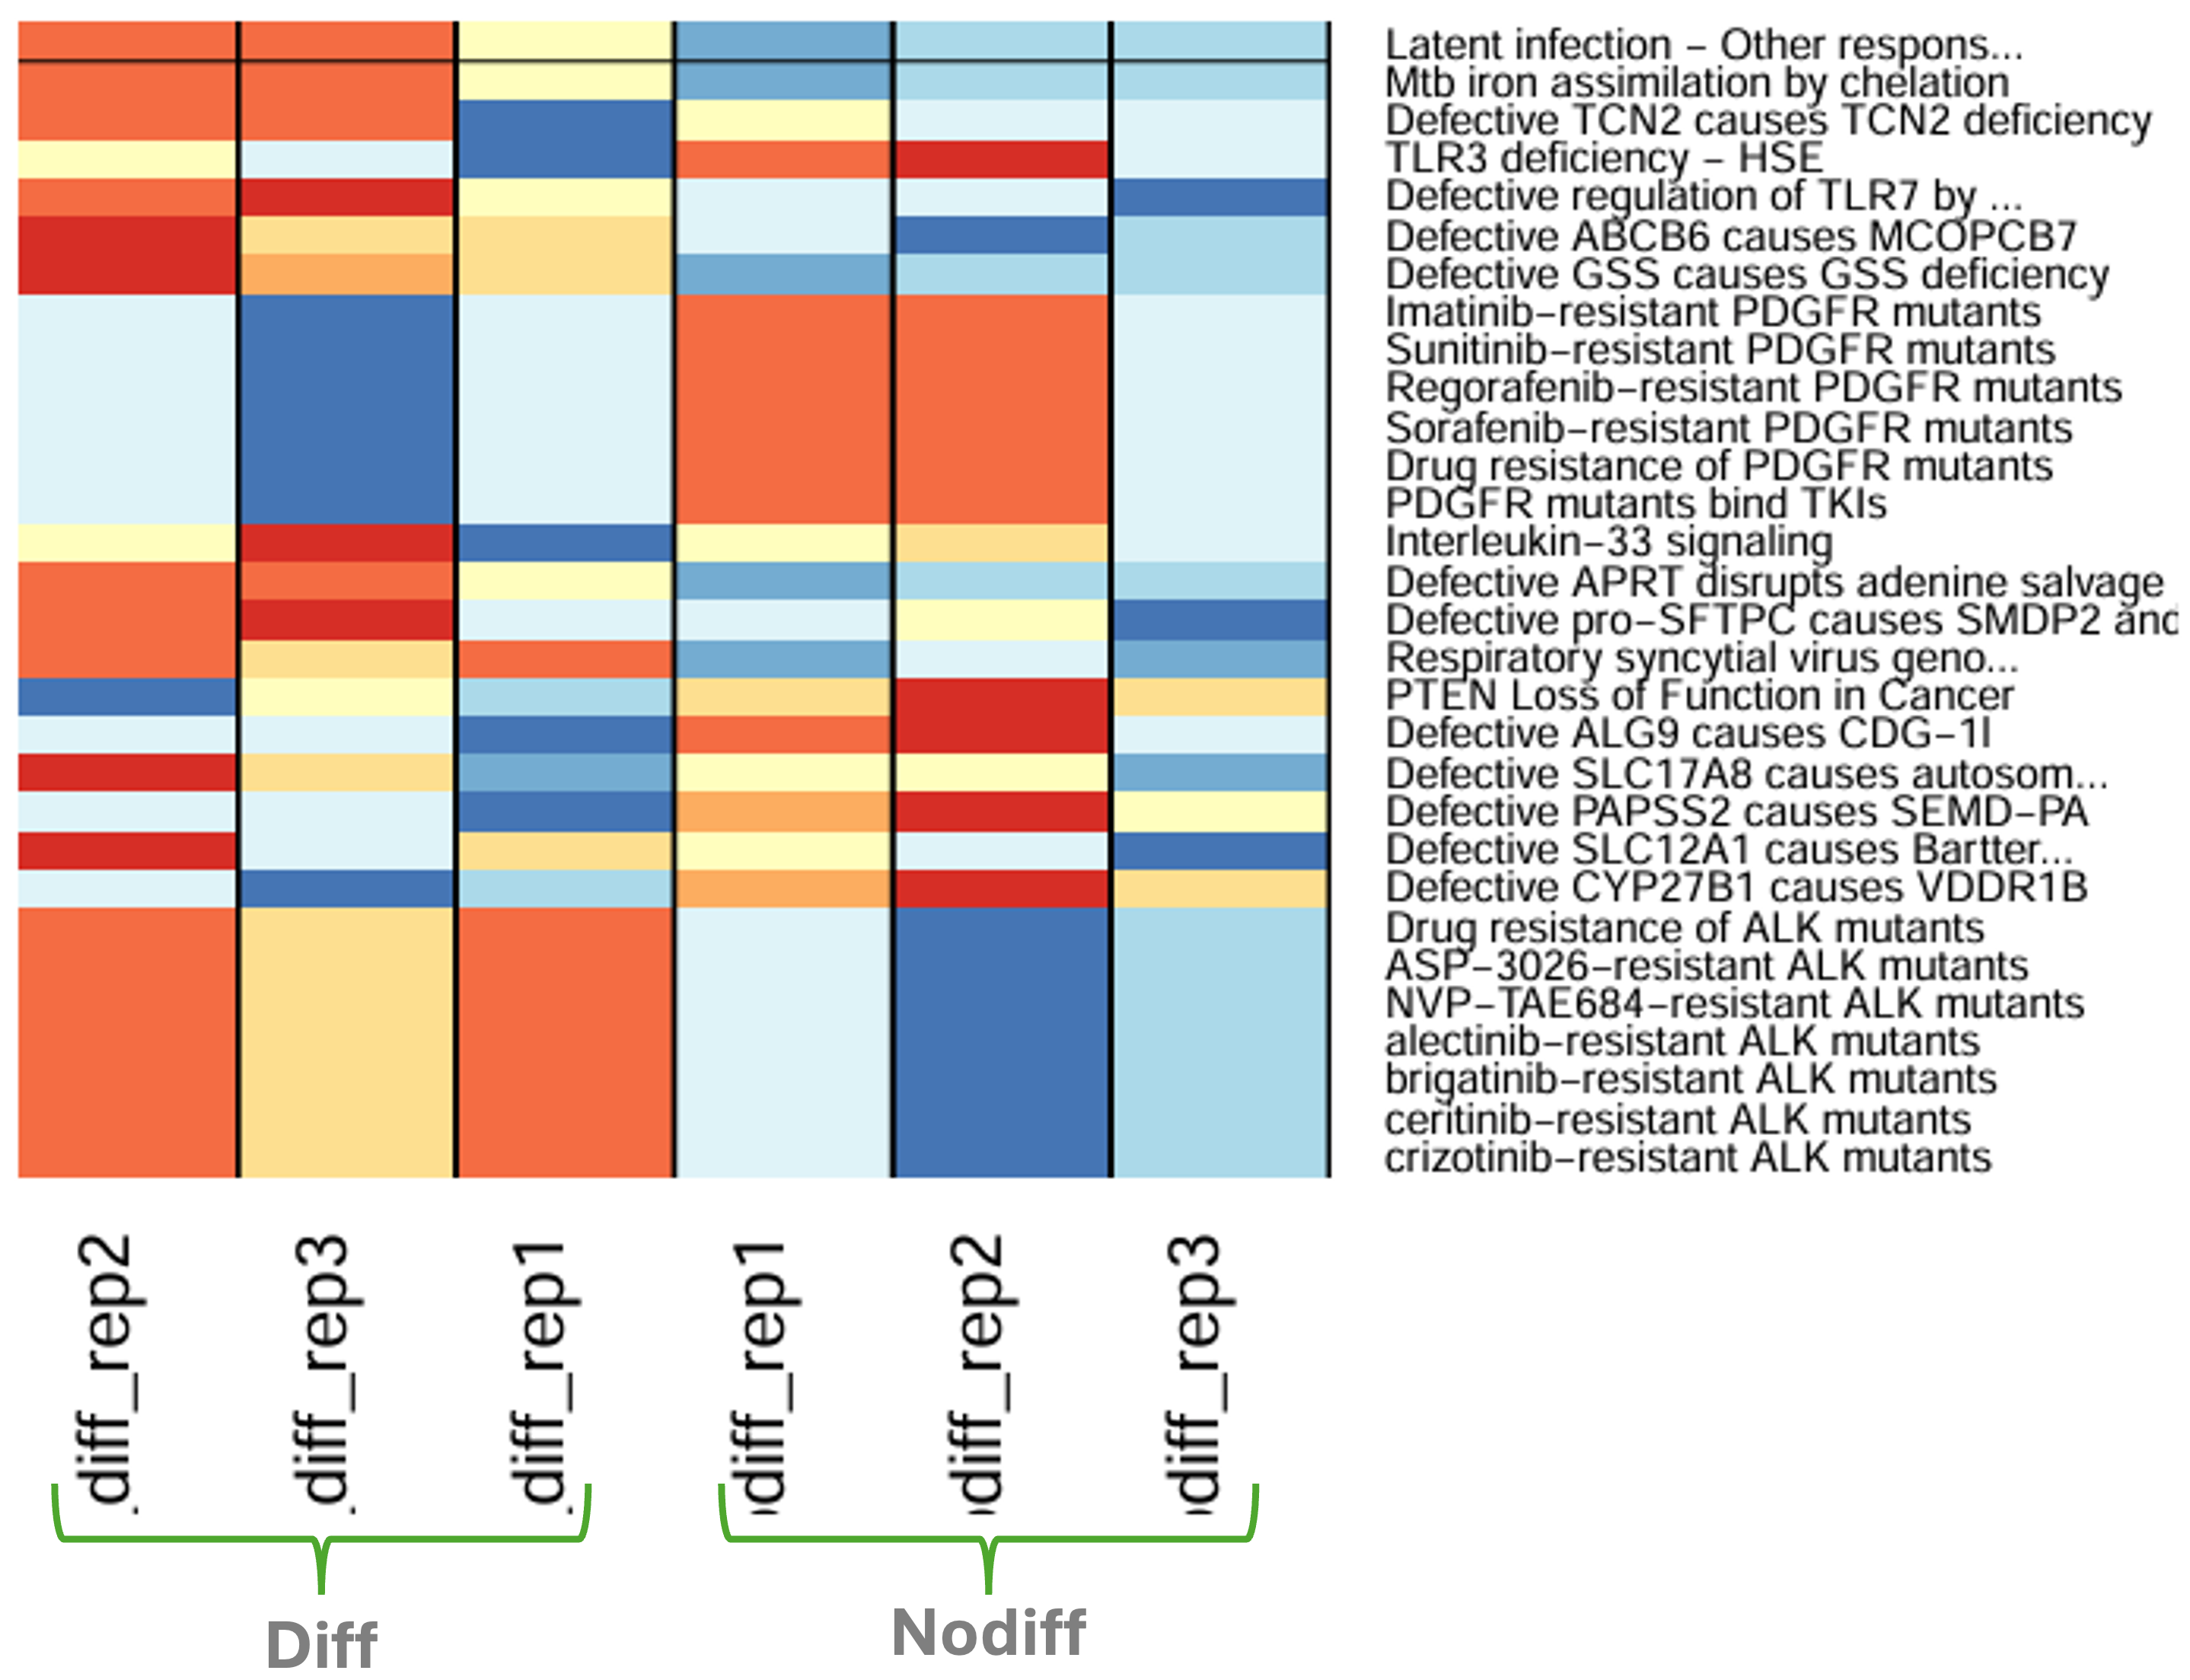 Latent infection – Other respons...
Mtb iron assimilation by chelation
Defective TCN2 causes TCN2 deficiency
TLR3 deficiency – HSE
Defective regulation of TLR7 by ...
Defective ABCB6 causes MCOPCB7
Defective GSS causes GSS deficiency
Imatinib–resistant PDGFR mutants
Sunitinib–resistant PDGFR mutants
Regorafenib–resistant PDGFR mutants
Sorafenib–resistant PDGFR mutants
Drug resistance of PDGFR mutants
PDGFR mutants bind TKIs
Interleukin–33 signaling
Defective APRT disrupts adenine salvage
Defective pro–SFTPC causes SMDP2 and
Respiratory syncytial virus geno...
PTEN Loss of Function in Cancer
Defective ALG9 causes CDG–1l
Defective SLC17A8 causes autosom...
Defective PAPSS2 causes SEMD–PA
Defective SLC12A1 causes Bartter...
Defective CYP27B1 causes VDDR1B
Drug resistance of ALK mutants
ASP–3026–resistant ALK mutants
NVP–TAE684–resistant ALK mutants
alectinib–resistant ALK mutants
brigatinib–resistant ALK mutants
ceritinib–resistant ALK mutants
crizotinib–resistant ALK mutants
_diff_rep2
_diff_rep3
_diff_rep1
odiff_rep1
odiff_rep2
odiff_rep3
Diff
Nodiff